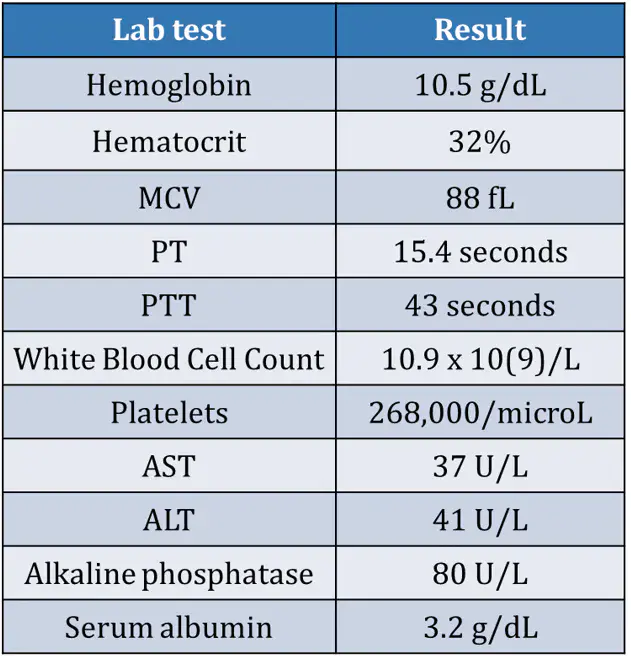 Lab test Result
Hemoglobin 10.5 g/dL
Hematocrit 32%
MCV 88 fL
PT 15.4 seconds
PTT 43 seconds
White Blood Cell Count 10.9 x 10(9)/L
Platelets 268,000/microL
AST 37 U/L
ALT 41 U/L
Alkaline phosphatase 80 U/L
Serum albumin 3.2 g/dL